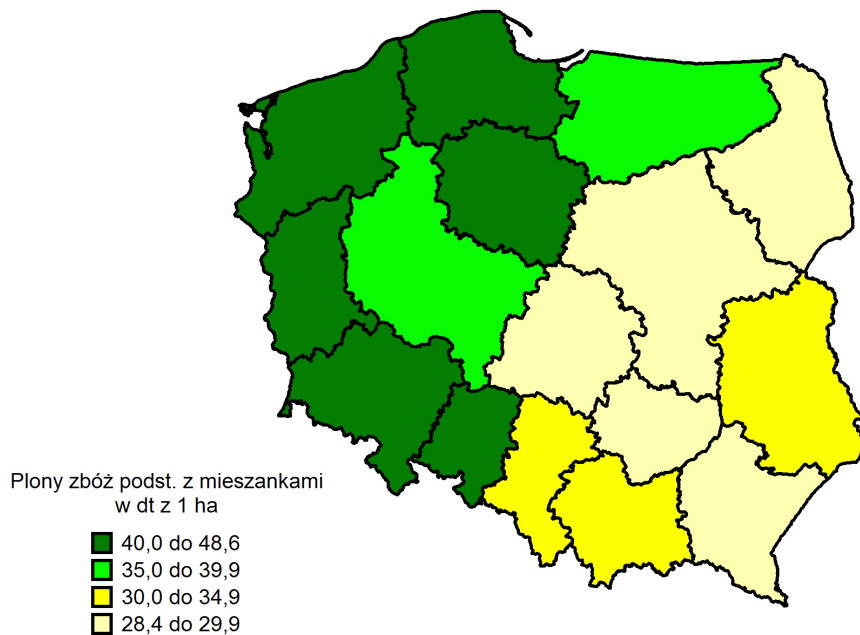 Plony zbóż podst. z mieszankami
w dt z 1 ha
40,0 do 48,6
35,0 do 39,9
30,0 do 34,9
28,4 do 29,9